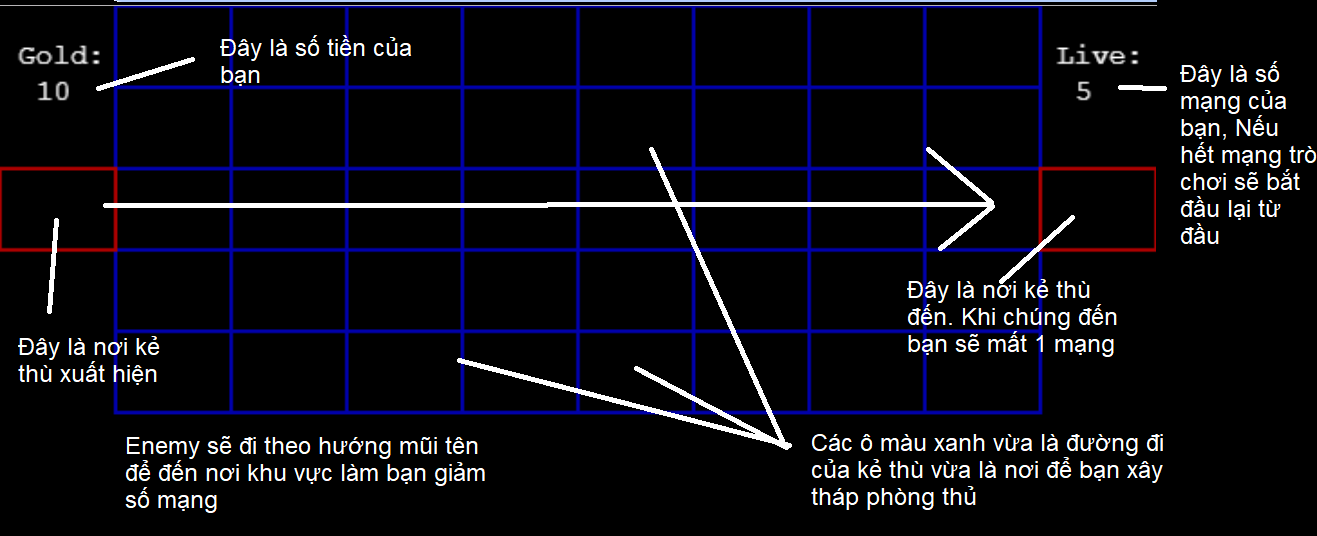 Gold:
10
Đây là số tiền của
bạn
Live:
5
Đây là số
mạng của
bạn, Nếu
hết mạng trò
chơi sẽ bắt
đầu lại từ
đầu
Đây là nơi kẻ
thù xuất hiện
Đây là nơi kẻ thù
đến. Khi chúng đến
bạn sẽ mất 1 mạng
Enemy sẽ đi theo hướng mũi tên
để đến nơi khu vực làm bạn giảm
số mạng
Các ô màu xanh vừa là đường đi
của kẻ thù vừa là nơi để bạn xây
tháp phòng thủ